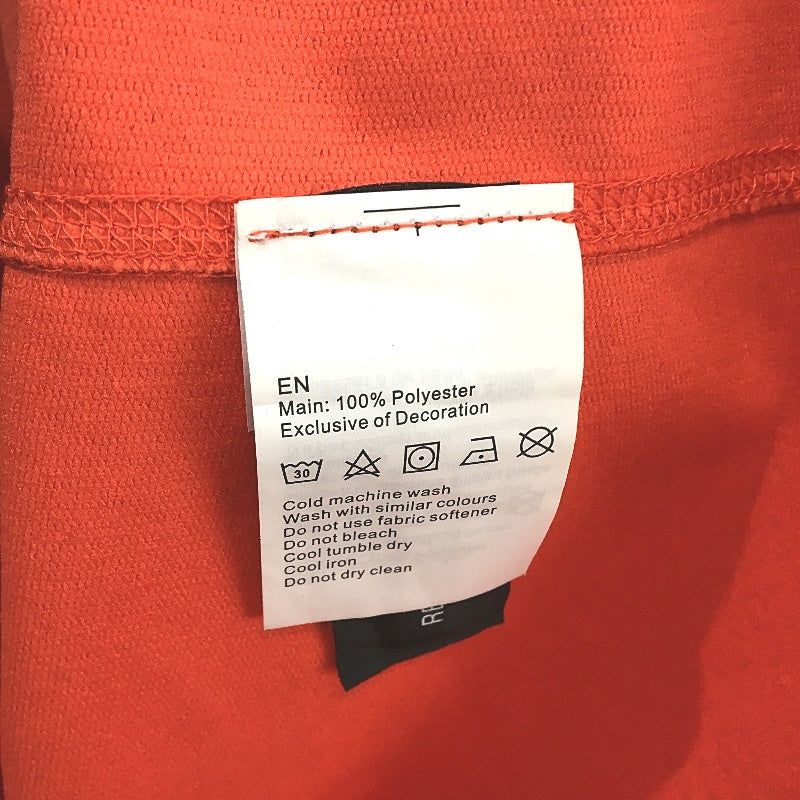 EN
Main: 100% Polyester
Exclusive of Decoration
30
Cold machine wash
Wash with similar colours
Do not use fabric softener
Do not bleach
Cool tumble dry
Cool iron
Do not dry clean